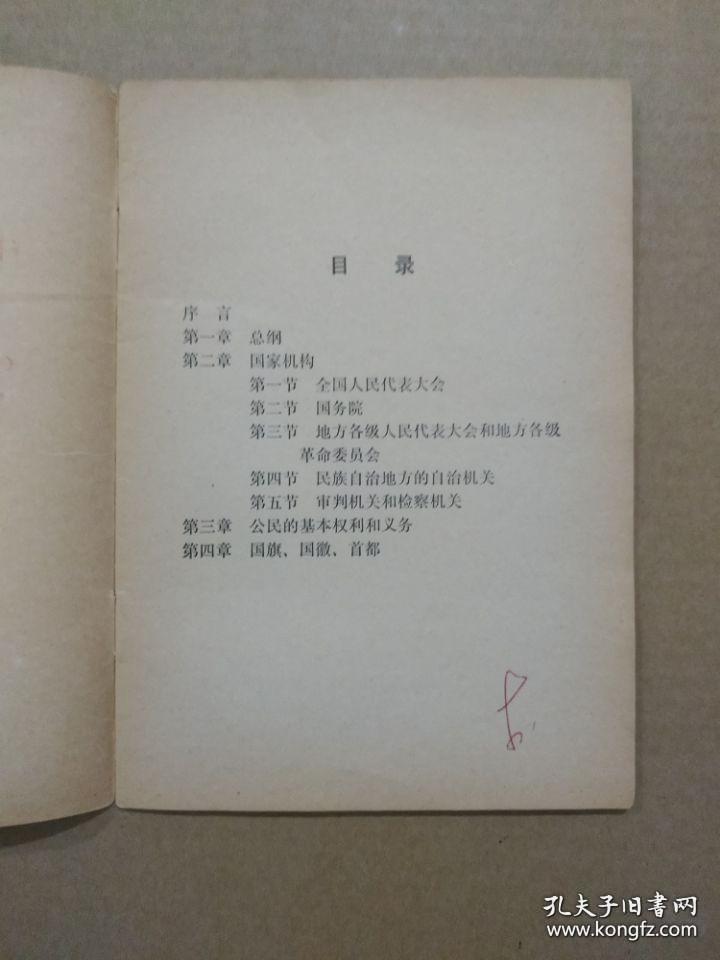 目 录
序 言
第一章 总纲
第二章 国家机构
第一节 全国人民代表大会
第二节 国务院
第三节 地方各级人民代表大会和地方各级
革命委员会
第四节 民族自治地方的自治机关
第五节 审判机关和检察机关
第三章 公民的基本权利和义务
第四章 国旗、国徽、首都
孔夫子旧书网
www.kongfz.com